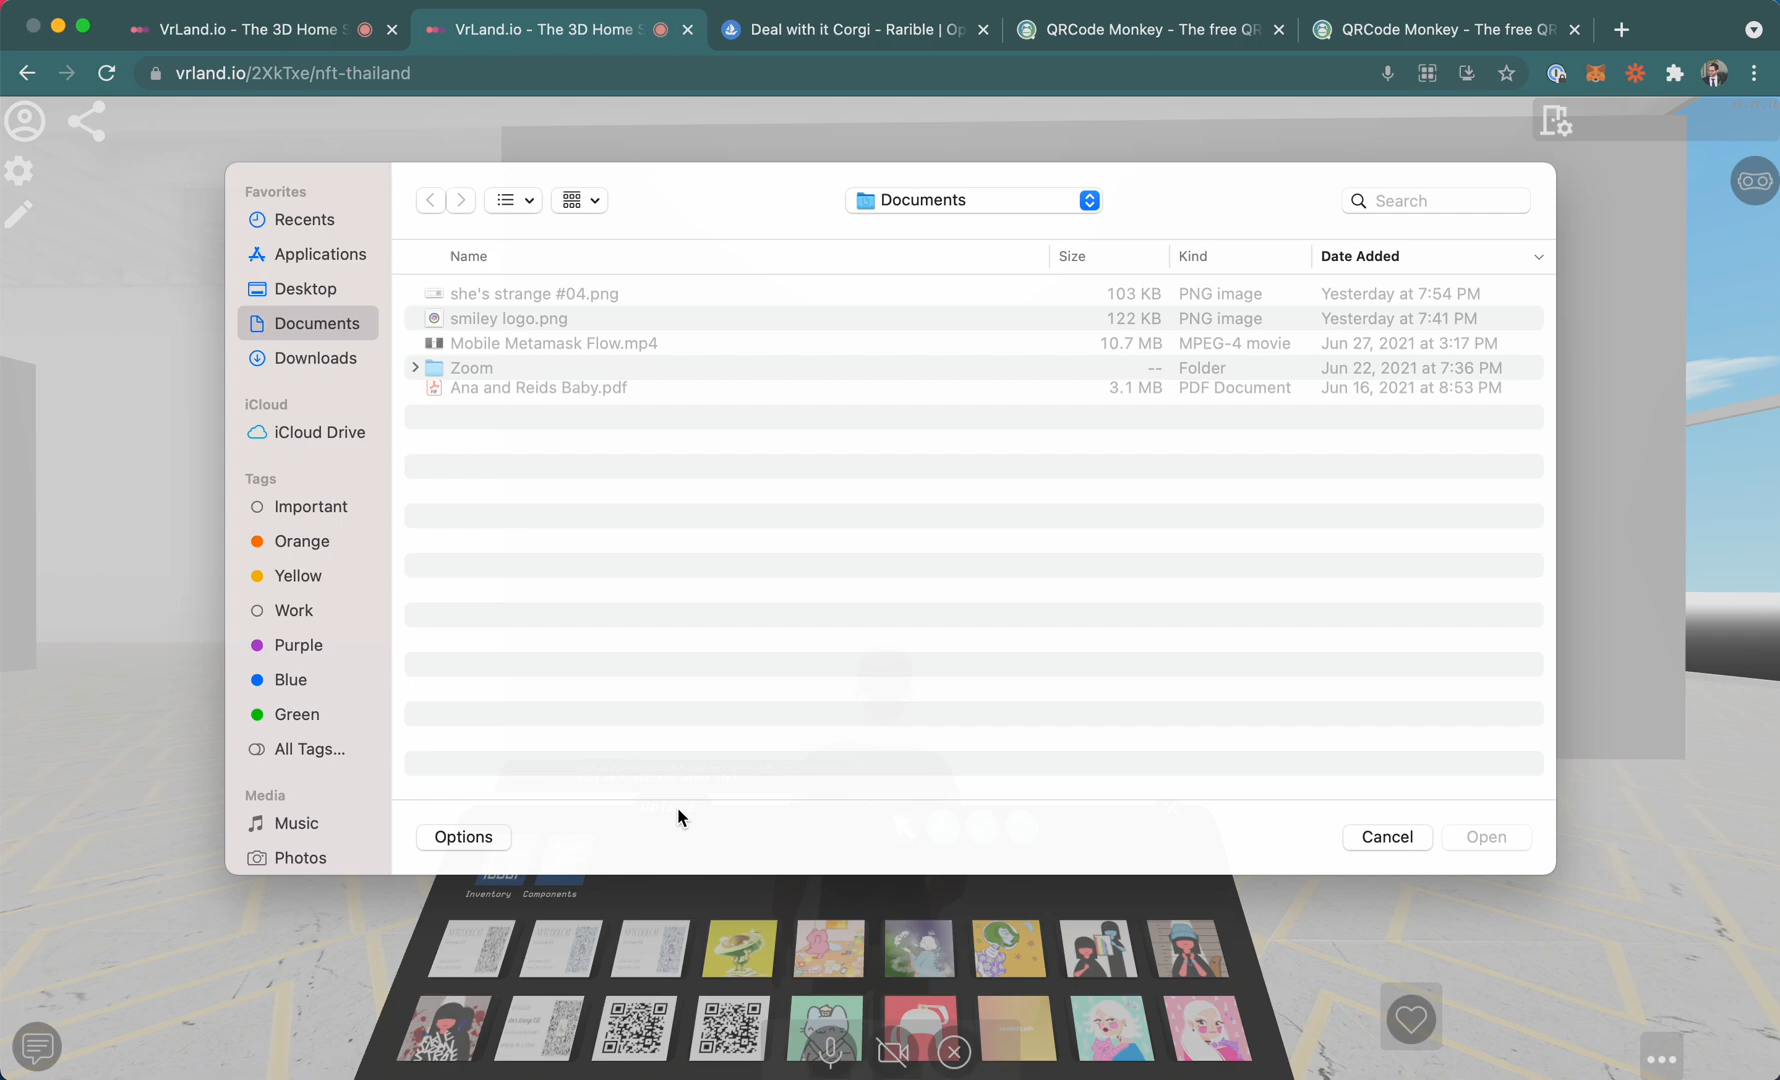 VrLand.io - The 3D Home
VrLand.io - The 3D Home
Deal with it Corgi - Rarible | Op
QRCode Monkey - The free QR
QRCode Monkey - The free QR
vrland.io/2XkTxe/nft-thailand
Favorites
Recents
Applications
Desktop
Documents
Downloads
iCloud
iCloud Drive
Tags
Important
Orange
Yellow
Work
Purple
Blue
Green
All Tags...
Media
Music
Photos
Documents
Search
Name Size Kind Date Added
she's strange #04.png 103 KB PNG image Yesterday at 7:54 PM
smiley logo.png 122 KB PNG image Yesterday at 7:41 PM
Mobile Metamask Flow.mp4 10.7 MB MPEG-4 movie Jun 27, 2021 at 3:17 PM
Zoom -- Folder Jun 22, 2021 at 7:36 PM
Ana and Reids Baby.pdf 3.1 MB PDF Document Jun 16, 2021 at 8:53 PM
Options
Cancel
Open
Inventory Components